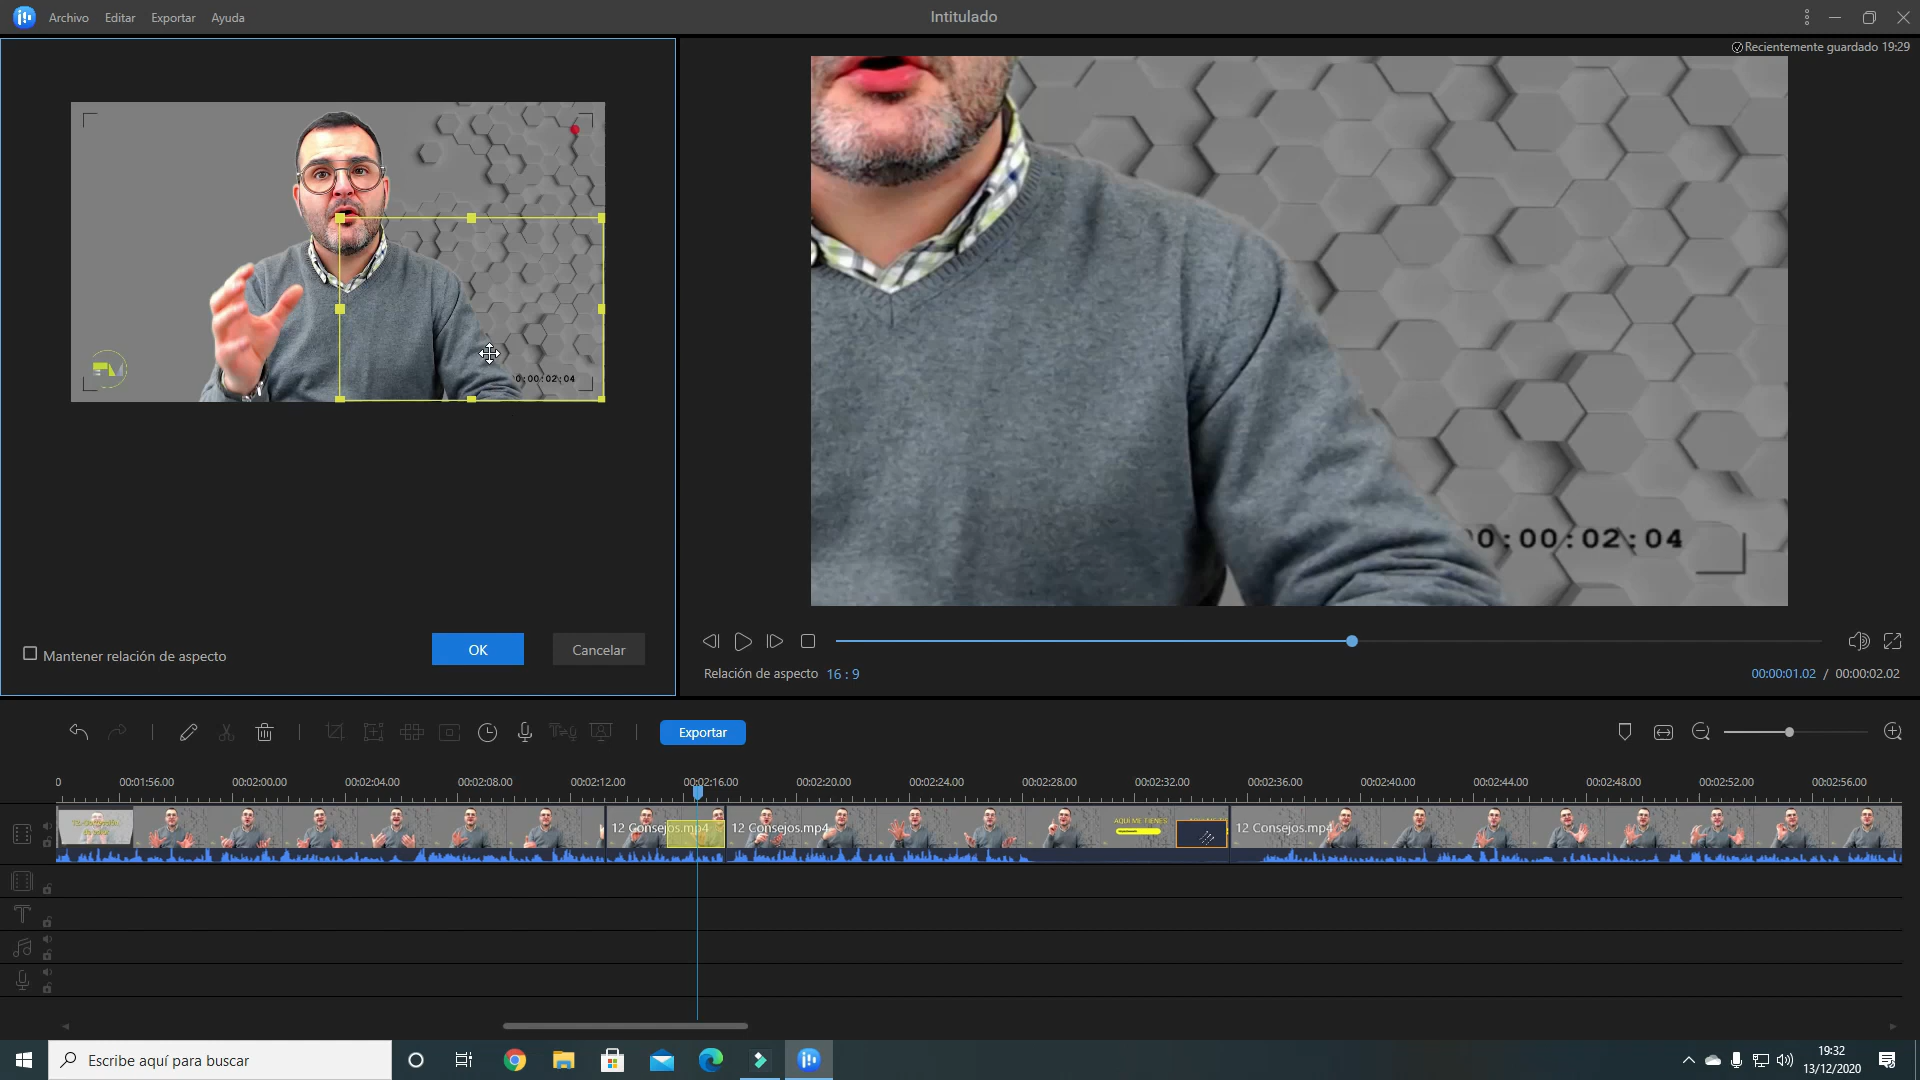 Archivo Editar Exportar Ayuda
Intitulado
Recientemente guardado 19:29
0:00:02:04
00:00:02:04
Mantener relación de aspecto
OK
Cancelar
Relación de aspecto 16 : 9
00:00:01.02 / 00:00:02.02
Exportar
0 00:01:56.00 00:02:00.00 00:02:04.00 00:02:08.00 00:02:12.00 00:02:16.00 00:02:20.00 00:02:24.00 00:02:28.00 00:02:32.00 00:02:36.00 00:02:40.00 00:02:44.00 00:02:48.00 00:02:52.00 00:02:56.00
AQUÍ ME TIENES
12 Consejos.mp4 12 Consejos.mp4 12 Consejos.mp4
Escribe aquí para buscar
19:32
13/12/2020